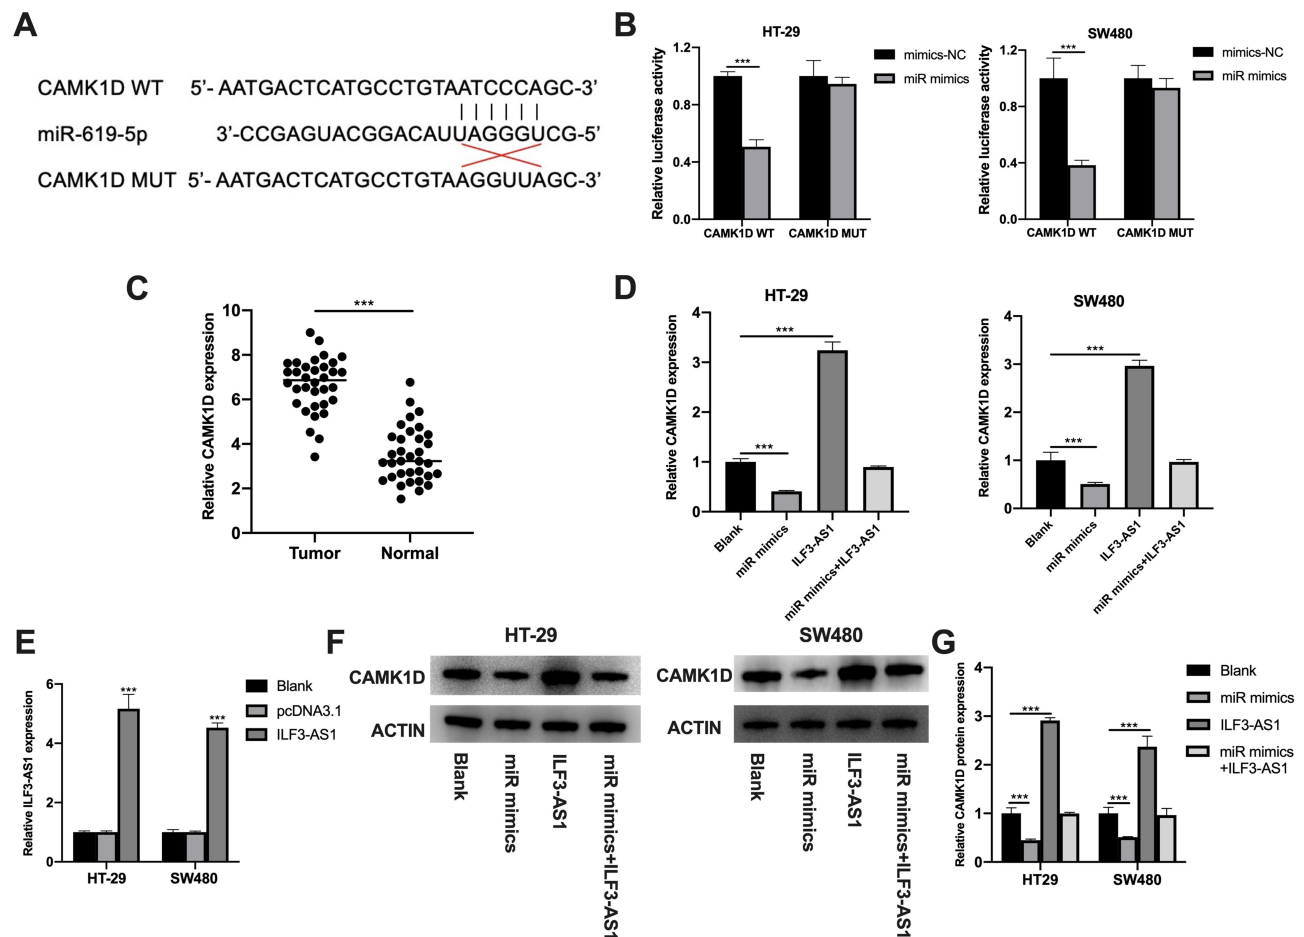 A
CAMK1D WT 5’- AATGACTCATGCCTGTAATCCCAGC-3’
miR-619-5p 3’-CCGAGUACGGACAUUAGGGUCG-5’
CAMK1D MUT 5’- AATGACTCATGCCTGTAAGGUUAGC-3’
B
HT-29
Relative luciferase activity
1.2
0.8
0.4
0.0
***
CAMK1D WT CAMK1D MUT
mimics-NC
miR mimics
SW480
Relative luciferase activity
1.2
0.8
0.4
0.0
***
CAMK1D WT CAMK1D MUT
mimics-NC
miR mimics
C
Relative CAMK1D expression
10
8
6
4
2
0
***
Tumor Normal
D
HT-29
Relative CAMK1D expression
4
3
2
1
0
***
***
Blank
miR mimics
ILF3-AS1
miR mimics+ILF3-AS1
SW480
Relative CAMK1D expression
4
3
2
1
0
***
***
Blank
miR mimics
ILF3-AS1
miR mimics+ILF3-AS1
E
Relative ILF3-AS1 expression
6
4
2
0
***
***
HT-29 SW480
Blank
pcDNA3.1
ILF3-AS1
F
HT-29
CAMK1D
ACTIN
Blank
miR mimics
ILF3-AS1
miR mimics+ILF3-AS1
SW480
CAMK1D
ACTIN
Blank
miR mimics
ILF3-AS1
miR mimics+ILF3-AS1
G
Relative CAMK1D protein expression
4
3
2
1
0
***
***
***
***
HT29 SW480
Blank
miR mimics
ILF3-AS1
miR mimics
+ILF3-AS1